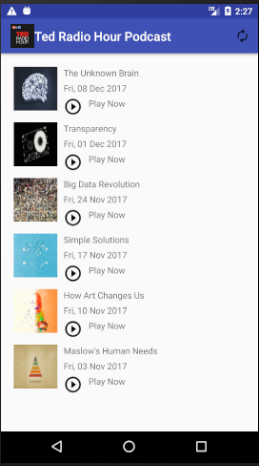 2:27
TED
RADIO
HOUR
Ted Radio Hour Podcast
The Unknown Brain
Fri, 08 Dec 2017
Play Now
Transparency
Fri, 01 Dec 2017
Play Now
Big Data Revolution
Fri, 24 Nov 2017
Play Now
Simple Solutions
Fri, 17 Nov 2017
Play Now
How Art Changes Us
Fri, 10 Nov 2017
Play Now
Maslow's Human Needs
Fri, 03 Nov 2017
Play Now